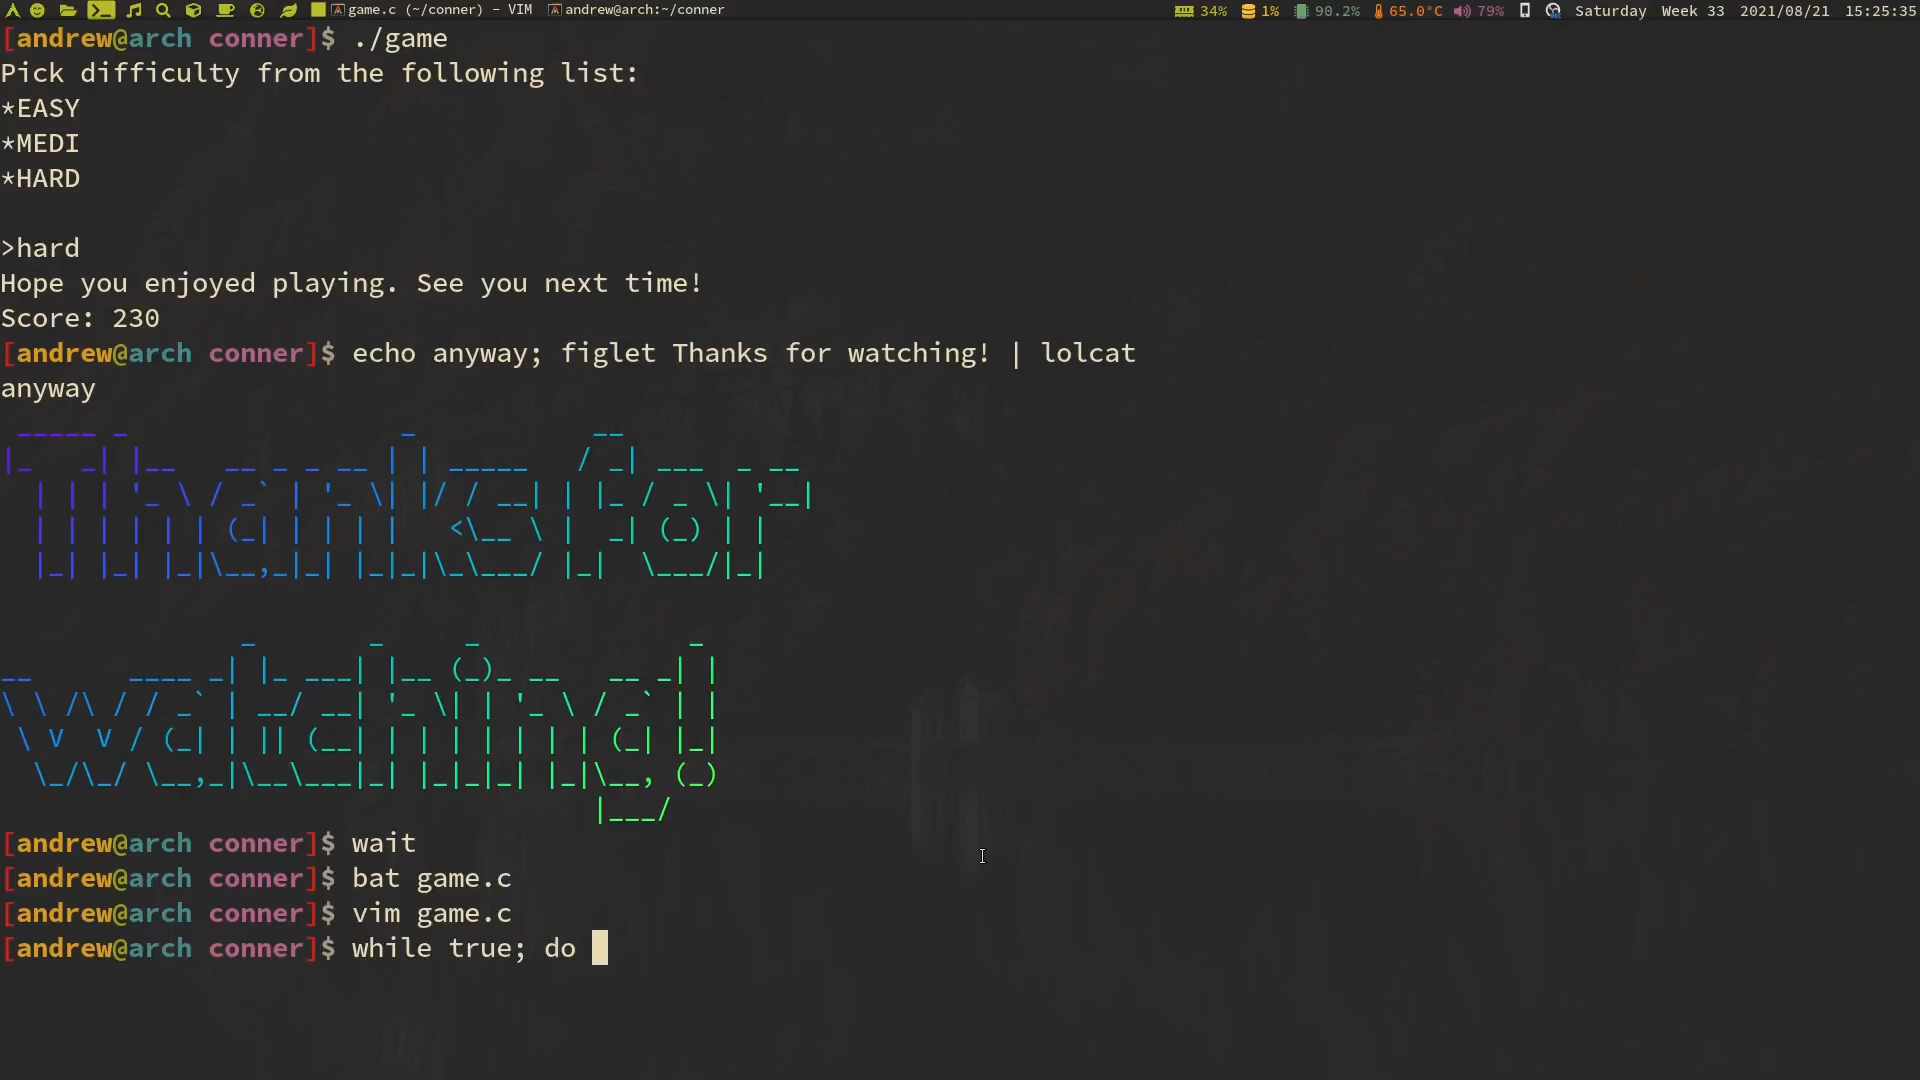 game.c (~/conner) - VIM andrew@arch:~/conner 34% 1% 90.2% 65.0°C 79% Saturday Week 33 2021/08/21 15:25:35
[andrew@arch conner]$ ./game
Pick difficulty from the following list:
*EASY
*MEDI
*HARD
>hard
Hope you enjoyed playing. See you next time!
Score: 230
[andrew@arch conner]$ echo anyway; figlet Thanks for watching! | lolcat
anyway
Thanks for
watching!
[andrew@arch conner]$ wait
[andrew@arch conner]$ bat game.c
[andrew@arch conner]$ vim game.c
[andrew@arch conner]$ while true; do